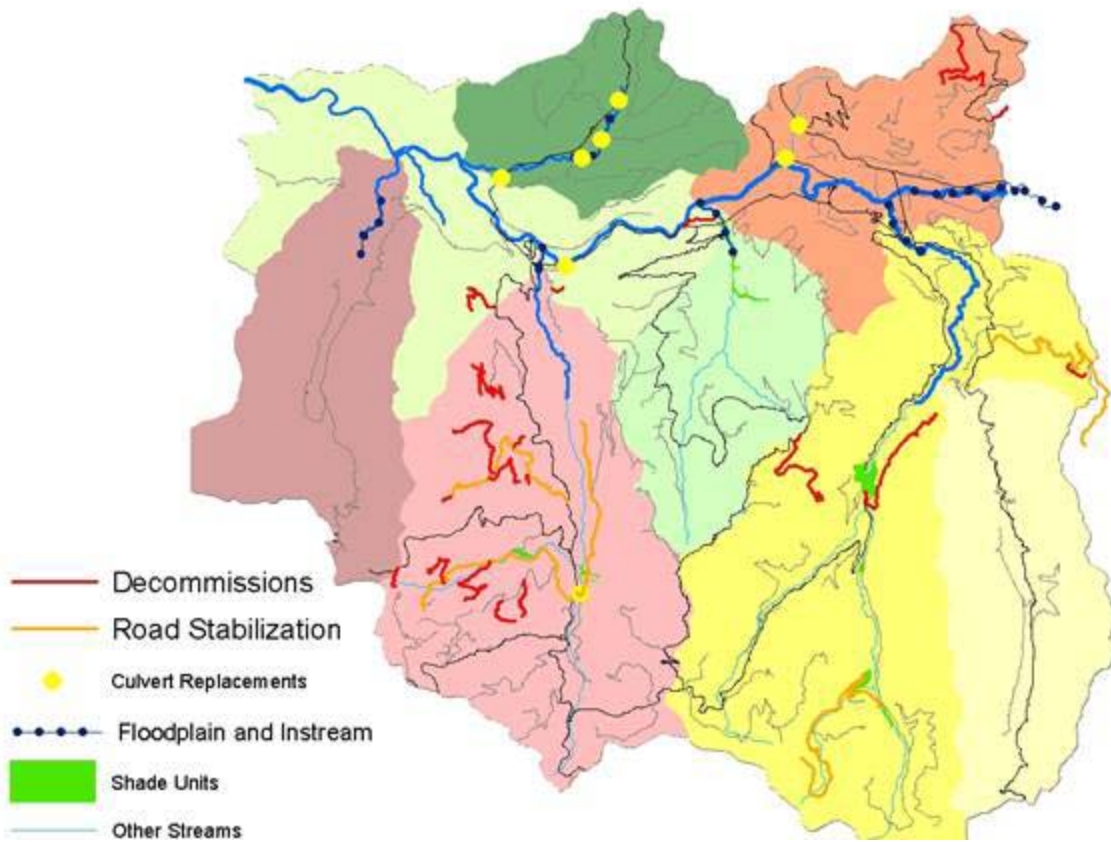 Decommissions
Road Stabilization
Culvert Replacements
Floodplain and Instream
Shade Units
Other Streams